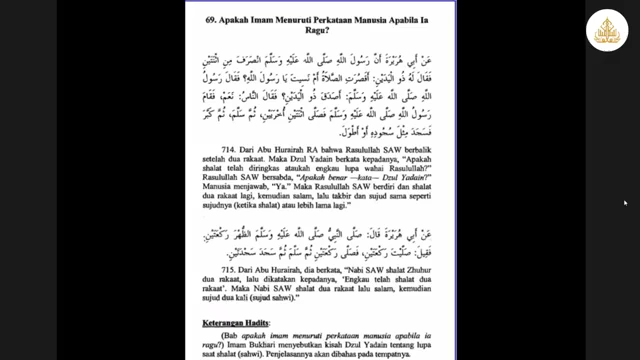 69. Apakah Imam Menuruti Perkataan Manusia Apabila Ia
Ragu?
عَنْ أَبِي هُرَيْرَةَ أَنَّ رَسُولَ اللَّهِ صَلَّى اللَّهُ عَلَيْهِ وَسَلَّمَ انْصَرَفَ مِنِ اثْنَتَيْنِ
فَقَالَ لَهُ ذُو الْيَدَيْنِ: أَقَصُرَتِ الصَّلَاةُ أَمْ نَسِيتَ يَا رَسُولَ اللَّهِ؟ فَقَالَ رَسُولُ
اللَّهِ صَلَّى اللَّهُ عَلَيْهِ وَسَلَّمَ: أَصَدَقَ ذُو الْيَدَيْنِ؟ فَقَالَ النَّاسُ: نَعَمْ، فَقَامَ
رَسُولُ اللَّهِ صَلَّى اللَّهُ عَلَيْهِ وَسَلَّمَ فَصَلَّى اثْنَتَيْنِ أُخْرَيَيْنِ، ثُمَّ سَلَّمَ، ثُمَّ كَبَّرَ
فَسَجَدَ مِثْلَ سُجُودِهِ أَوْ أَطْوَلَ.
714. Dari Abu Hurairah RA bahwa Rasulullah SAW berbalik
setelah dua rakaat. Maka Dzul Yadain berkata kepadanya, “Apakah
shalat telah diringkas ataukah engkau lupa wahai Rasulullah?”
Rasulullah SAW bersabda, “Apakah benar —kata— Dzul Yadain?”
Manusia menjawab, “Ya.” Maka Rasulullah SAW berdiri dan shalat
dua rakaat lagi, kemudian salam, lalu takbir dan sujud sama seperti
sujudnya (ketika shalat) atau lebih lama lagi.”
عَنْ أَبِي هُرَيْرَةَ قَالَ: صَلَّى النَّبِيُّ صَلَّى اللَّهُ عَلَيْهِ وَسَلَّمَ الظُّهْرَ رَكْعَتَيْنِ.
فَقِيلَ: صَلَّيْتَ رَكْعَتَيْنِ، فَصَلَّى رَكْعَتَيْنِ ثُمَّ سَلَّمَ ثُمَّ سَجَدَ سَجْدَتَيْنِ.
715. Dari Abu Hurairah, dia berkata, “Nabi SAW shalat Zhuhur
dua rakaat, lalu dikatakan kepadanya, ‘Engkau telah shalat dua
rakaat’. Maka Nabi SAW shalat dua rakaat lalu salam, kemudian
sujud dua kali (sujud sahwi).”
Keterangan Hadits:
(Bab apakah imam menuruti perkataan manusia apabila ia
ragu?) Imam Bukhari menyebutkan kisah Dzul Yadain tentang lupa
saat shalat (sahwi). Penjelasannya akan dibahas pada tempatnya.